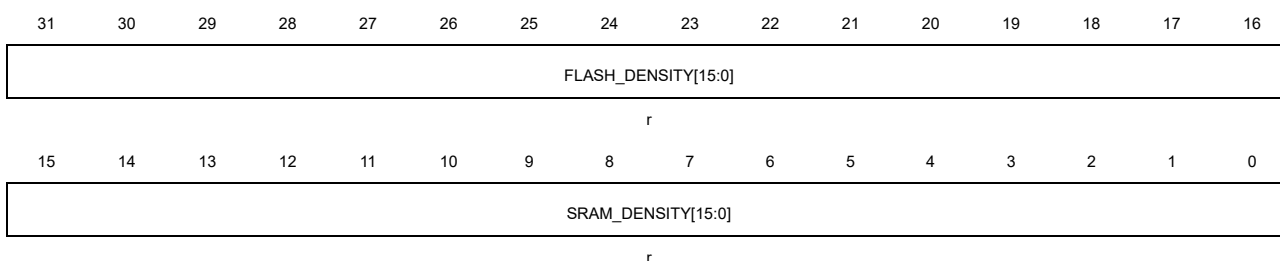 31 30 29 28 27 26 25 24 23 22 21 20 19 18 17 16
FLASH_DENSITY[15:0]
r
15 14 13 12 11 10 9 8 7 6 5 4 3 2 1 0
SRAM_DENSITY[15:0]
r